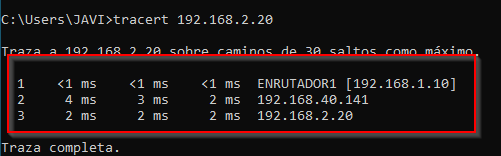 C:\Users\JAVI>tracert 192.168.2.20
Traza a 192.168.2.20 sobre caminos de 30 saltos como máximo.
1 <1 ms <1 ms <1 ms ENRUTADOR1 [192.168.1.10]
2 4 ms 3 ms 2 ms 192.168.40.141
3 2 ms 2 ms 2 ms 192.168.2.20
Traza completa.